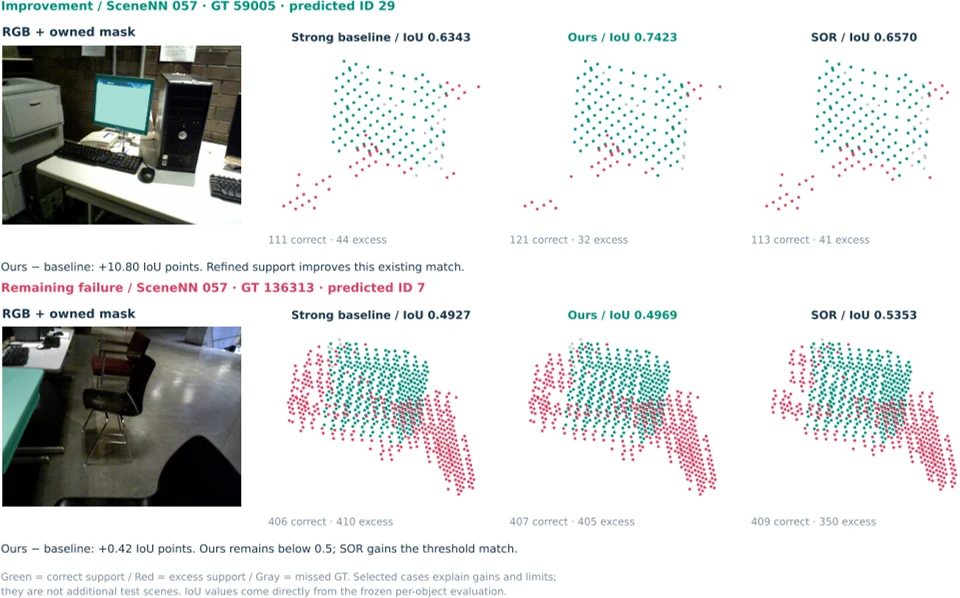 Improvement / SceneNN 057 · GT 59005 · predicted ID 29
RGB + owned mask
Strong baseline / IoU 0.6343
Ours / IoU 0.7423
SOR / IoU 0.6570
111 correct · 44 excess
121 correct · 32 excess
113 correct · 41 excess
Ours − baseline: +10.80 IoU points. Refined support improves this existing match.
Remaining failure / SceneNN 057 · GT 136313 · predicted ID 7
RGB + owned mask
Strong baseline / IoU 0.4927
Ours / IoU 0.4969
SOR / IoU 0.5353
406 correct · 410 excess
407 correct · 405 excess
409 correct · 350 excess
Ours − baseline: +0.42 IoU points. Ours remains below 0.5; SOR gains the threshold match.
Green = correct support / Red = excess support / Gray = missed GT. Selected cases explain gains and limits;
they are not additional test scenes. IoU values come directly from the frozen per-object evaluation.